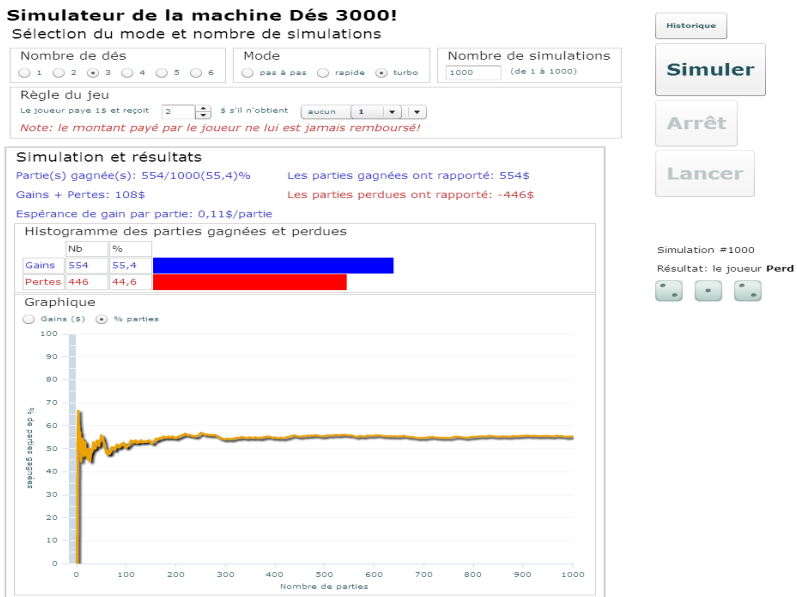 Simulateur de la machine Dés 3000!
Sélection du mode et nombre de simulations
Nombre de dés
1 2 3 4 5 6
Mode
pas à pas rapide turbo
Nombre de simulations
1000 (de 1 à 1000)
Règle du jeu
Le joueur paye 1$ et reçoit 2 $ s'il n'obtient aucun 1
Note: le montant payé par le joueur ne lui est jamais remboursé!
Historique
Simuler
Arrêt
Lancer
Simulation et résultats
Partie(s) gagnée(s): 554/1000(55,4)% Les parties gagnées ont rapporté: 554$
Gains + Pertes: 108$ Les parties perdues ont rapporté: -446$
Espérance de gain par partie: 0,11$/partie
Histogramme des parties gagnées et perdues
Nb %
Gains 554 55,4
Pertes 446 44,6
Graphique
Gains ($) % parties
100
90
80
70
60
50
40
30
20
10
0
% de parties gagnées
0 100 200 300 400 500 600 700 800 900 1000
Nombre de parties
Simulation #1000
Résultat: le joueur Perd